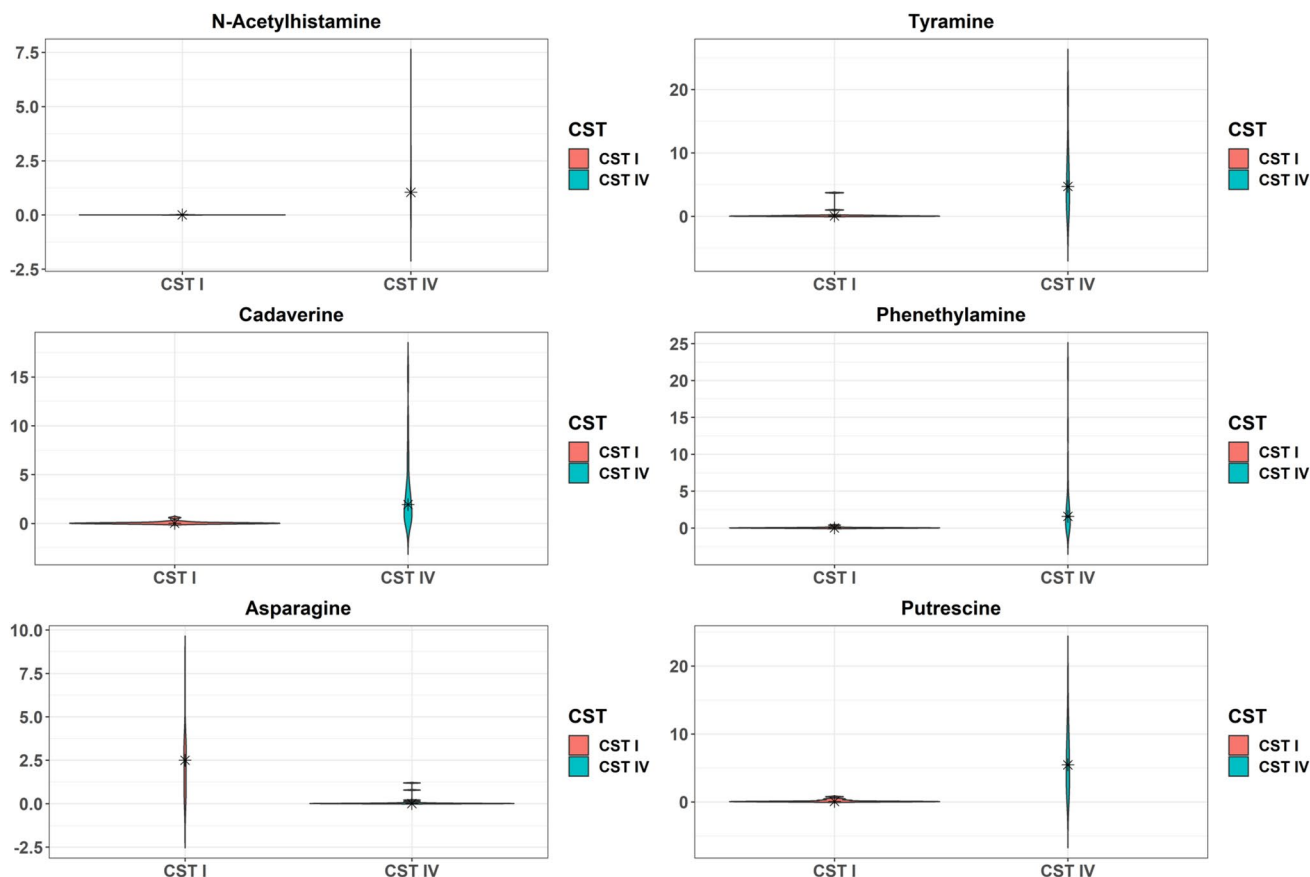 N-Acetylhistamine
7.5
5.0
2.5
0.0
-2.5
CST I
CST IV
CST
CST I
CST IV
Tyramine
20
10
0
CST I
CST IV
CST
CST I
CST IV
Cadaverine
15
10
5
0
CST I
CST IV
CST
CST I
CST IV
Phenethylamine
25
20
15
10
5
0
CST I
CST IV
CST
CST I
CST IV
Asparagine
10.0
7.5
5.0
2.5
0.0
-2.5
CST I
CST IV
CST
CST I
CST IV
Putrescine
20
10
0
CST I
CST IV
CST
CST I
CST IV